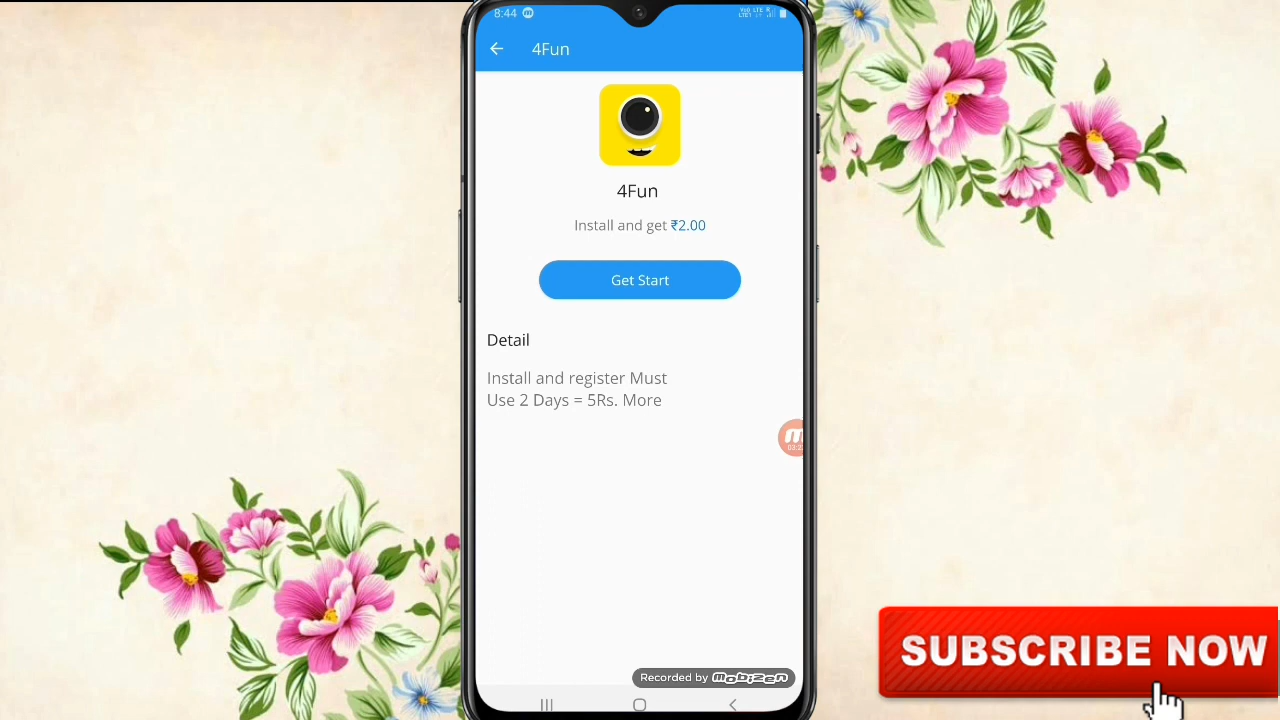 8:44
4Fun
4Fun
Install and get ₹2.00
Get Start
Detail
Install and register Must
Use 2 Days = 5Rs. More
Recorded by mobizen
SUBSCRIBE NOW